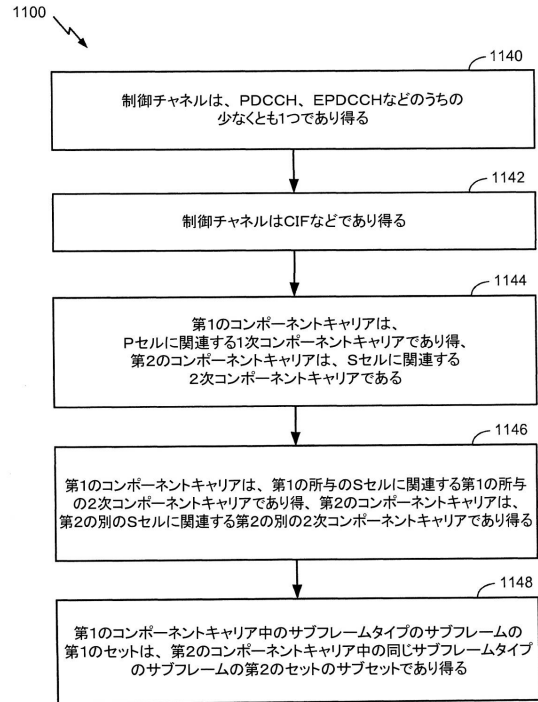 1100
1140
制御チャネルは、PDCCH、EPDCCHなどのうちの
少なくとも1つであり得る
1142
制御チャネルはCIFなどであり得る
1144
第1のコンポーネントキャリアは、
Pセルに関連する1次コンポーネントキャリアであり得、
第2のコンポーネントキャリアは、Sセルに関連する
2次コンポーネントキャリアである
1146
第1のコンポーネントキャリアは、第1の所与のSセルに関連する第1の所与
の2次コンポーネントキャリアであり得、第2のコンポーネントキャリアは、
第2の別のSセルに関連する第2の別の2次コンポーネントキャリアであり得る
1148
第1のコンポーネントキャリア中のサブフレームタイプのサブフレームの
第1のセットは、第2のコンポーネントキャリア中の同じサブフレームタイプ
のサブフレームの第2のセットのサブセットであり得る